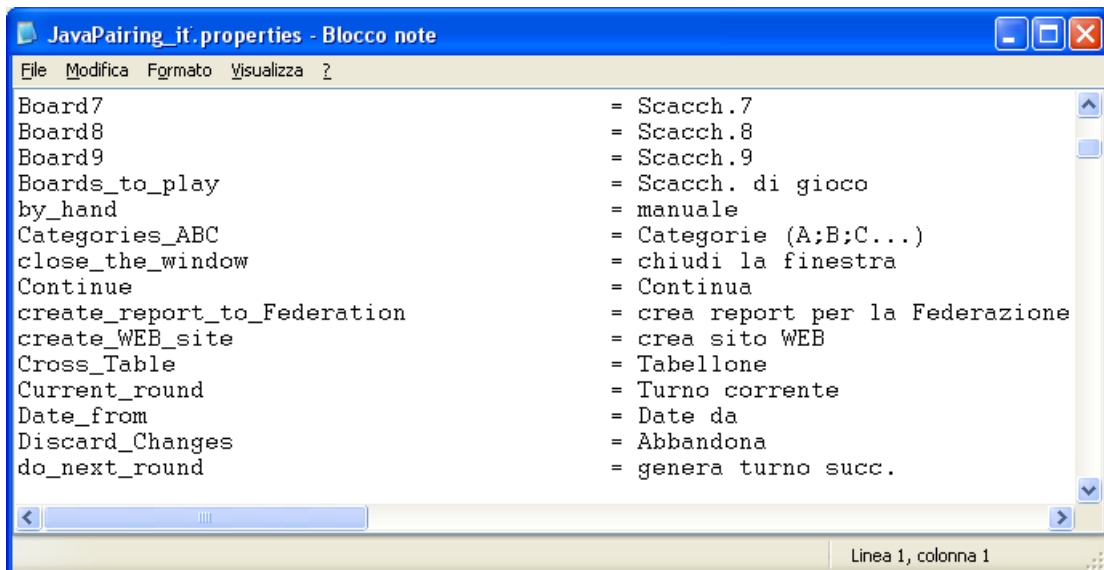 JavaPairing_it.properties - Blocco note
File Modifica Formato Visualizza ?
Board7 = Scacch.7
Board8 = Scacch.8
Board9 = Scacch.9
Boards_to_play = Scacch. di gioco
by_hand = manuale
Categories_ABC = Categorie (A;B;C...)
close_the_window = chiudi la finestra
Continue = Continua
create_report_to_Federation = crea report per la Federazione
create_WEB_site = crea sito WEB
Cross_Table = Tabellone
Current_round = Turno corrente
Date_from = Date da
Discard_Changes = Abbandona
do_next_round = genera turno succ.
Linea 1, colonna 1